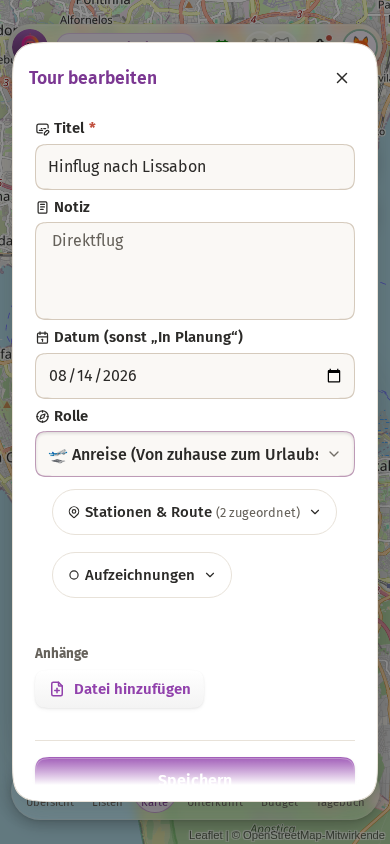 Alfornelos
Tour bearbeiten
Titel *
Hinflug nach Lissabon
Notiz
Direktflug
Datum (sonst „In Planung“)
08/14/2026
Rolle
Anreise (Von zuhause zum Urlaubs
Stationen & Route (2 zugeordnet)
Aufzeichnungen
Anhänge
Datei hinzufügen
Speichern
Übersicht Listen Karte Unterkunft Budget Tagebuch
Leaflet | © OpenStreetMap-Mitwirkende